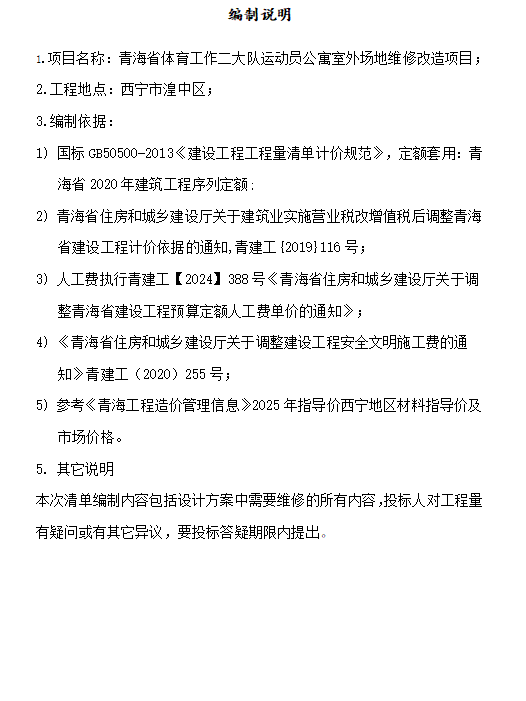 编制说明
1.项目名称：青海省体育工作二大队运动员公寓室外场地维修改造项目；
2.工程地点：西宁市湟中区；
3.编制依据：
1) 国标 GB50500-2013《建设工程工程量清单计价规范》，定额套用：青
海省 2020 年建筑工程序列定额;
2) 青海省住房和城乡建设厅关于建筑业实施营业税改增值税后调整青海
省建设工程计价依据的通知,青建工{2019}116 号；
3) 人工费执行青建工【2024】388 号《青海省住房和城乡建设厅关于调
整青海省建设工程预算定额人工费单价的通知》；
4) 《青海省住房和城乡建设厅关于调整建设工程安全文明施工费的通
知》青建工（2020）255 号；
5) 参考《青海工程造价管理信息》2025 年指导价西宁地区材料指导价及
市场价格。
5. 其它说明
本次清单编制内容包括设计方案中需要维修的所有内容,投标人对工程量
有疑问或有其它异议，要投标答疑期限内提出。